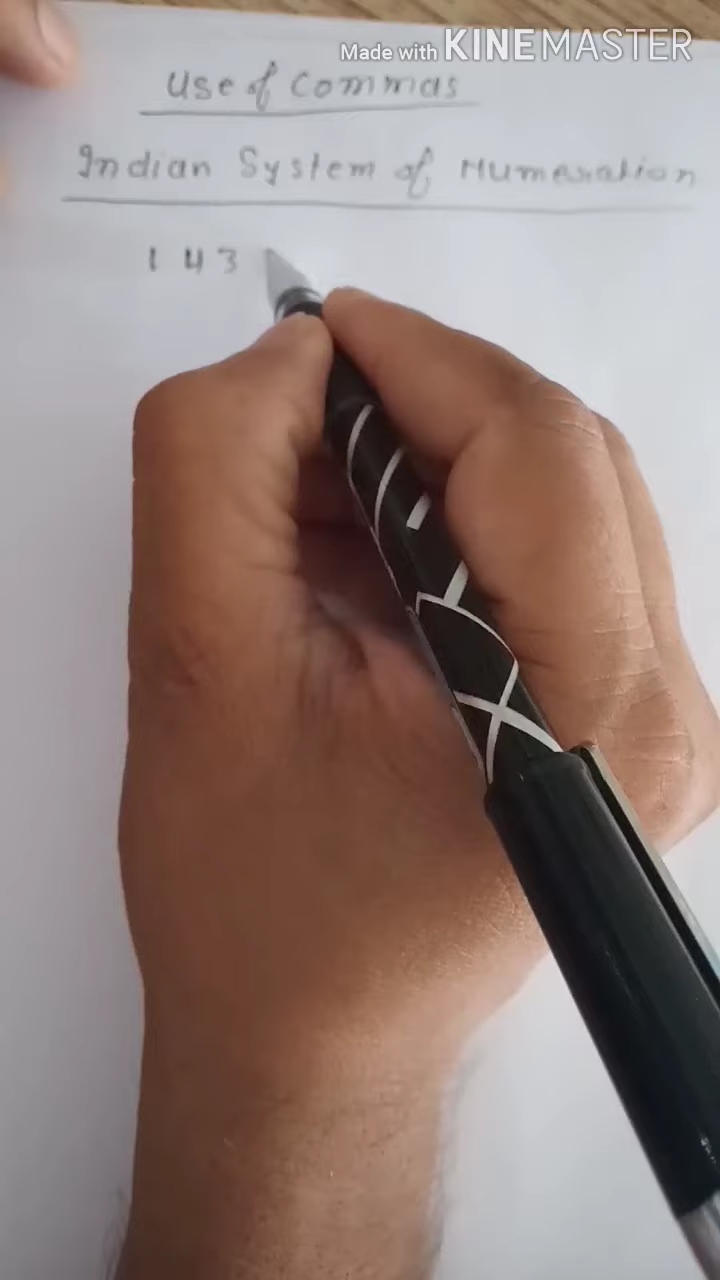 Made with KINEMASTER
Use of Commas
Indian System of Numeration
1 4 3